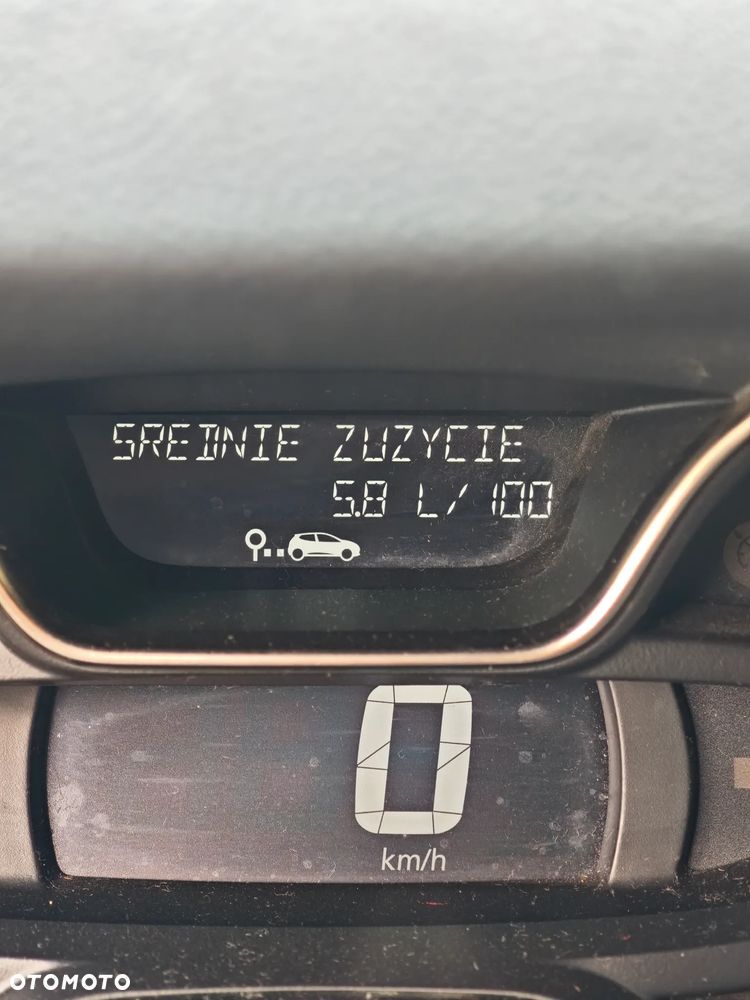 SREDNIE ZUZYCIE
5.8 L/100
0
km/h
OTOMOTO